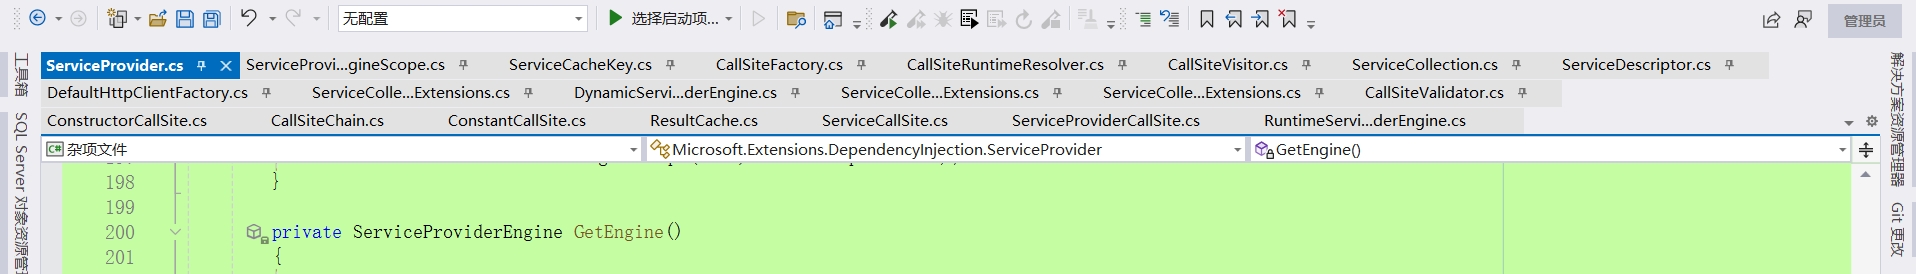 无配置 选择启动项... 管理员
ServiceProvider.cs ServiceProvi...gineScope.cs ServiceCacheKey.cs CallSiteFactory.cs CallSiteRuntimeResolver.cs CallSiteVisitor.cs ServiceCollection.cs ServiceDescriptor.cs
DefaultHttpClientFactory.cs ServiceColle...Extensions.cs DynamicServi...derEngine.cs ServiceColle...Extensions.cs ServiceColle...Extensions.cs CallSiteValidator.cs
ConstructorCallSite.cs CallSiteChain.cs ConstantCallSite.cs ResultCache.cs ServiceCallSite.cs ServiceProviderCallSite.cs RuntimeServi...derEngine.cs
C# 杂项文件 Microsoft.Extensions.DependencyInjection.ServiceProvider GetEngine()
198 }
199
200 private ServiceProviderEngine GetEngine()
201 {
工具箱
SQL Server 对象资源管
解决方案资源管理器
Git 更改